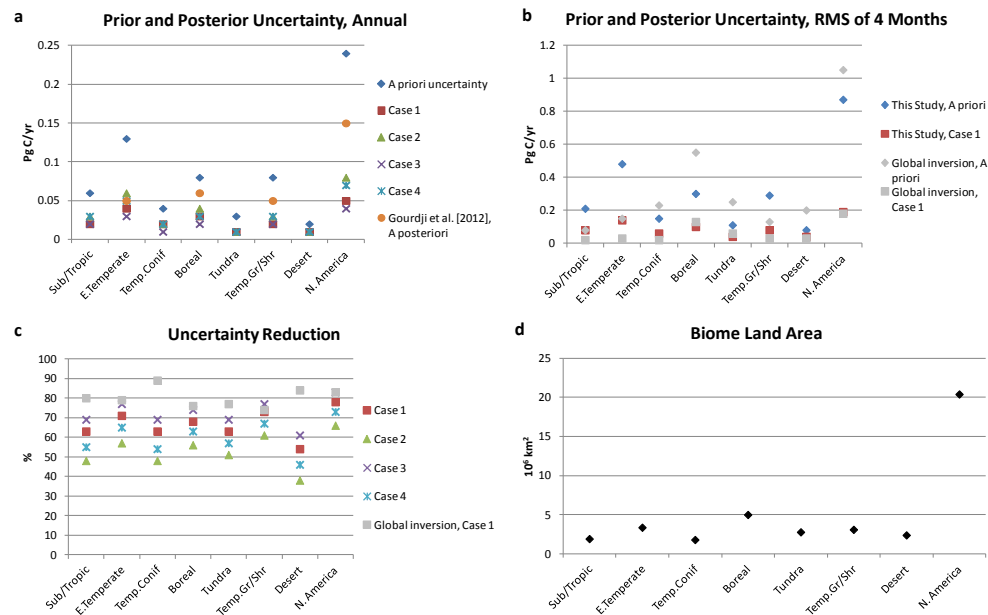 a
Prior and Posterior Uncertainty, Annual
Pg C/yr
0.25
0.2
0.15
0.1
0.05
0
Sub/Tropic
E.Temperate
Temp.Conif
Boreal
Tundra
Temp.Gr/Shr
Desert
N. America
A priori uncertainty
Case 1
Case 2
Case 3
Case 4
Gourdji et al. [2012],
A posteriori
b
Prior and Posterior Uncertainty, RMS of 4 Months
Pg C/yr
1.2
1
0.8
0.6
0.4
0.2
0
Sub/Tropic
E.Temperate
Temp.Conif
Boreal
Tundra
Temp.Gr/Shr
Desert
N. America
This Study, A priori
This Study, Case 1
Global inversion, A
priori
Global inversion,
Case 1
c
Uncertainty Reduction
%
100
90
80
70
60
50
40
30
20
10
0
Sub/Tropic
E.Temperate
Temp.Conif
Boreal
Tundra
Temp.Gr/Shr
Desert
N. America
Case 1
Case 2
Case 3
Case 4
Global inversion, Case 1
d
Biome Land Area
10⁶ km²
25
20
15
10
5
0
Sub/Tropic
E.Temperate
Temp.Conif
Boreal
Tundra
Temp.Gr/Shr
Desert
N. America